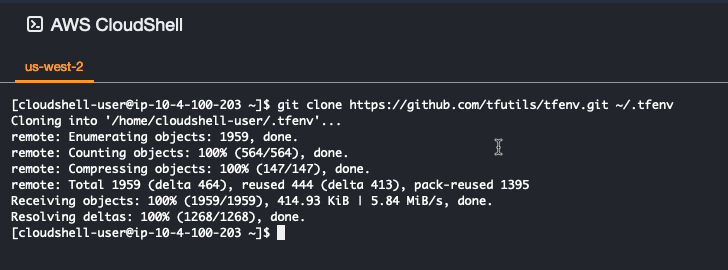 AWS CloudShell
us-west-2
[cloudshell-user@ip-10-4-100-203 ~]$ git clone https://github.com/tfutils/tfenv.git ~/.tfenv
Cloning into '/home/cloudshell-user/.tfenv'...
remote: Enumerating objects: 1959, done.
remote: Counting objects: 100% (564/564), done.
remote: Compressing objects: 100% (147/147), done.
remote: Total 1959 (delta 464), reused 444 (delta 413), pack-reused 1395
Receiving objects: 100% (1959/1959), 414.93 KiB | 5.84 MiB/s, done.
Resolving deltas: 100% (1268/1268), done.
[cloudshell-user@ip-10-4-100-203 ~]$